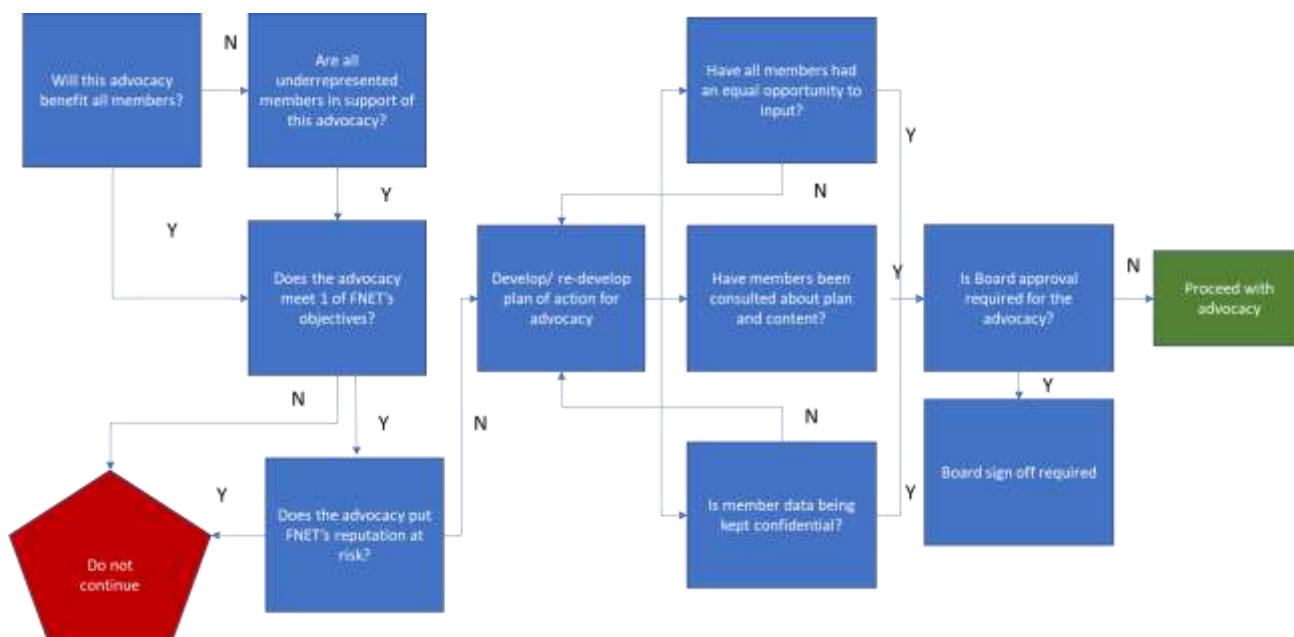 Will this advocacy
benefit all members?
N
Are all
underrepresented
members in support of
this advocacy?
Y
Y
Does the advocacy
meet 1 of FNET's
objectives?
N
Y
Does the advocacy put
FNET's reputation at
risk?
Y
Do not
continue
N
Develop/ re-develop
plan of action for
advocacy
Have all members had
an equal opportunity to
input?
N
Y
Have members been
consulted about plan
and content?
Y
Is member data being
kept confidential?
N
Y
Is Board approval
required for the
advocacy?
N
Proceed with
advocacy
Y
Board sign off required